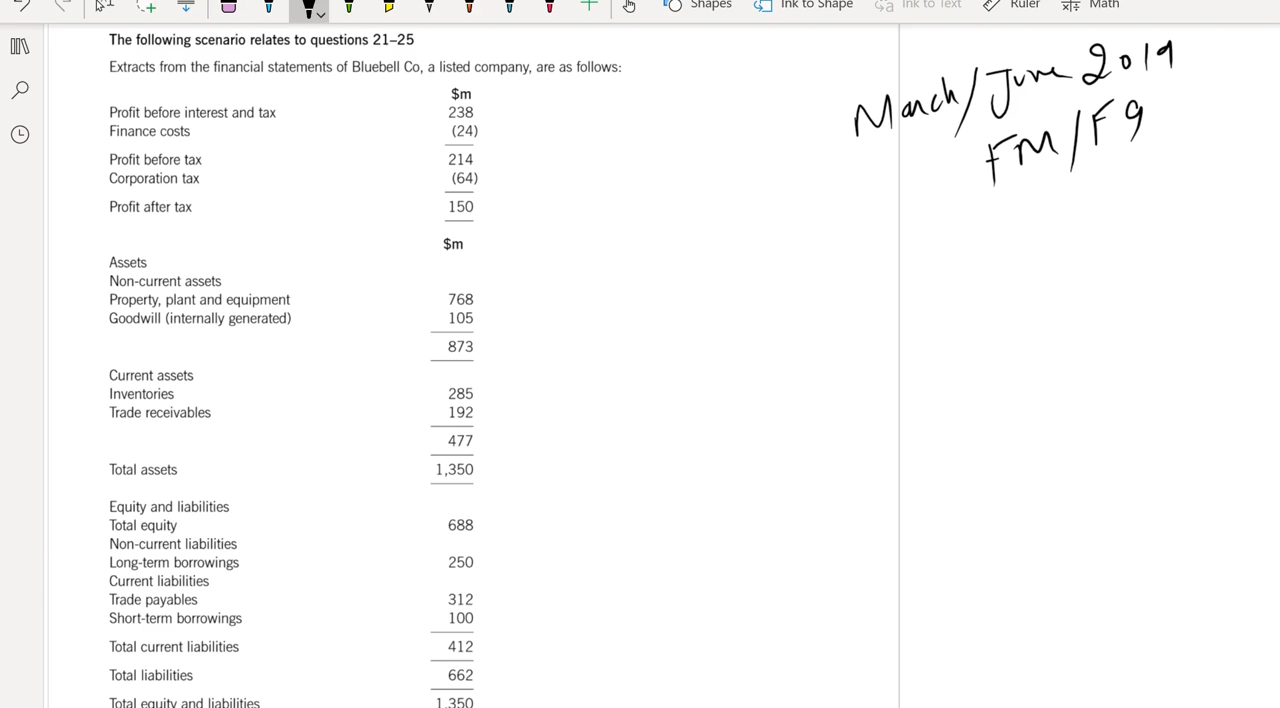 Shapes Ink to Shape Ink to Text Ruler Math
The following scenario relates to questions 21–25
Extracts from the financial statements of Bluebell Co, a listed company, are as follows:
$m
Profit before interest and tax 238
Finance costs (24)
Profit before tax 214
Corporation tax (64)
Profit after tax 150
$m
Assets
Non-current assets
Property, plant and equipment 768
Goodwill (internally generated) 105
873
Current assets
Inventories 285
Trade receivables 192
477
Total assets 1,350
Equity and liabilities
Total equity 688
Non-current liabilities
Long-term borrowings 250
Current liabilities
Trade payables 312
Short-term borrowings 100
Total current liabilities 412
Total liabilities 662
Total equity and liabilities 1,350
March/June 2019
FM/F9